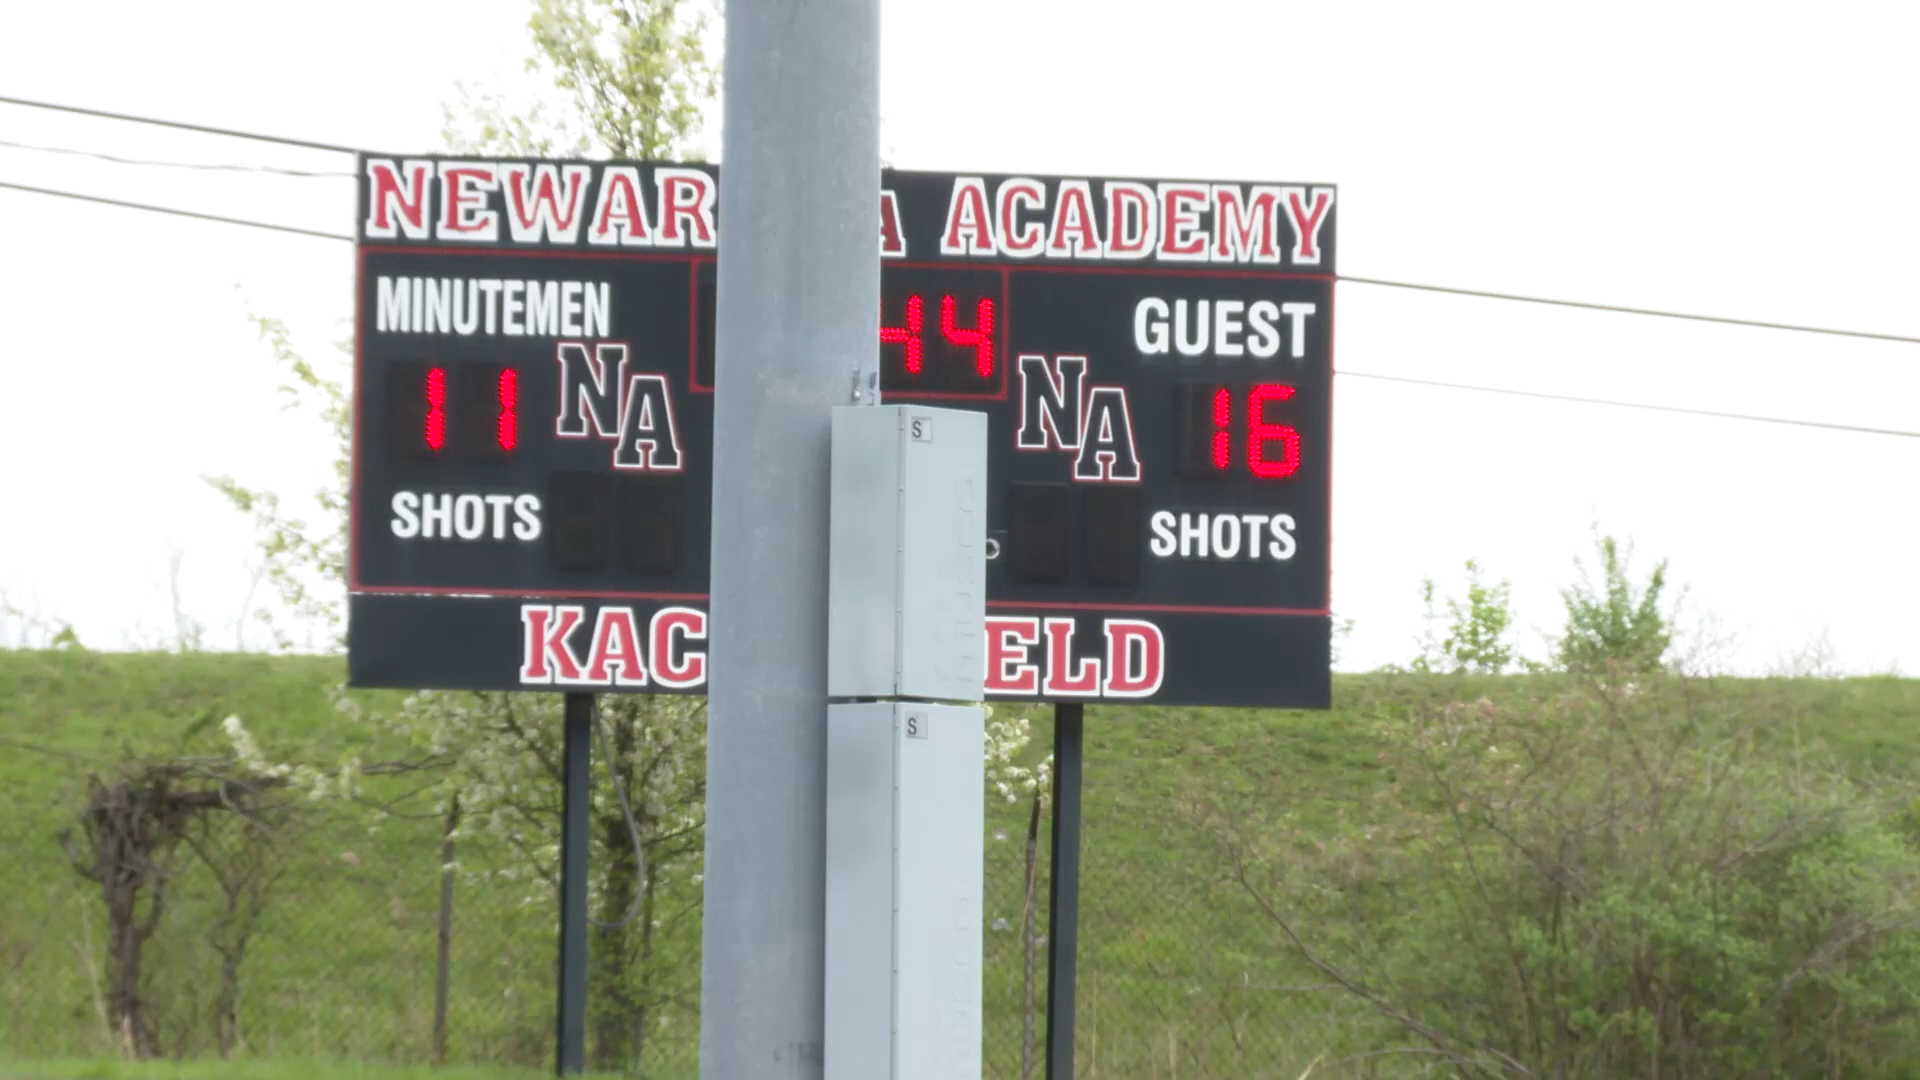 NEWAR A ACADEMY
MINUTEMEN
44
GUEST
11
NA
NA
16
SHOTS
SHOTS
KAC ELD
S
S